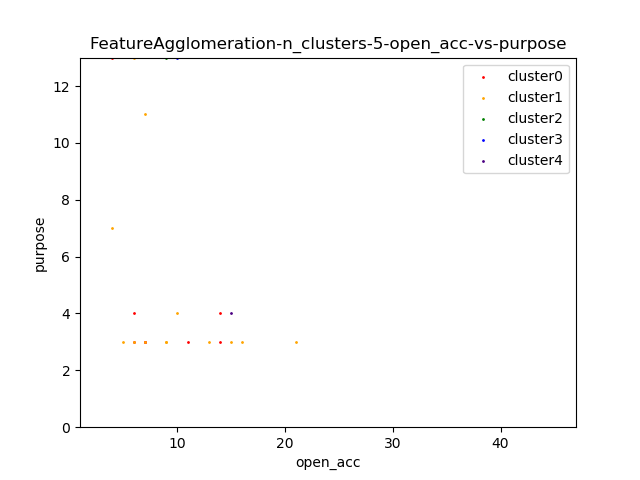 FeatureAgglomeration-n_clusters-5-open_acc-vs-purpose
cluster0
cluster1
cluster2
cluster3
cluster4
12
10
8
6
4
2
0
purpose
10
20
30
40
open_acc